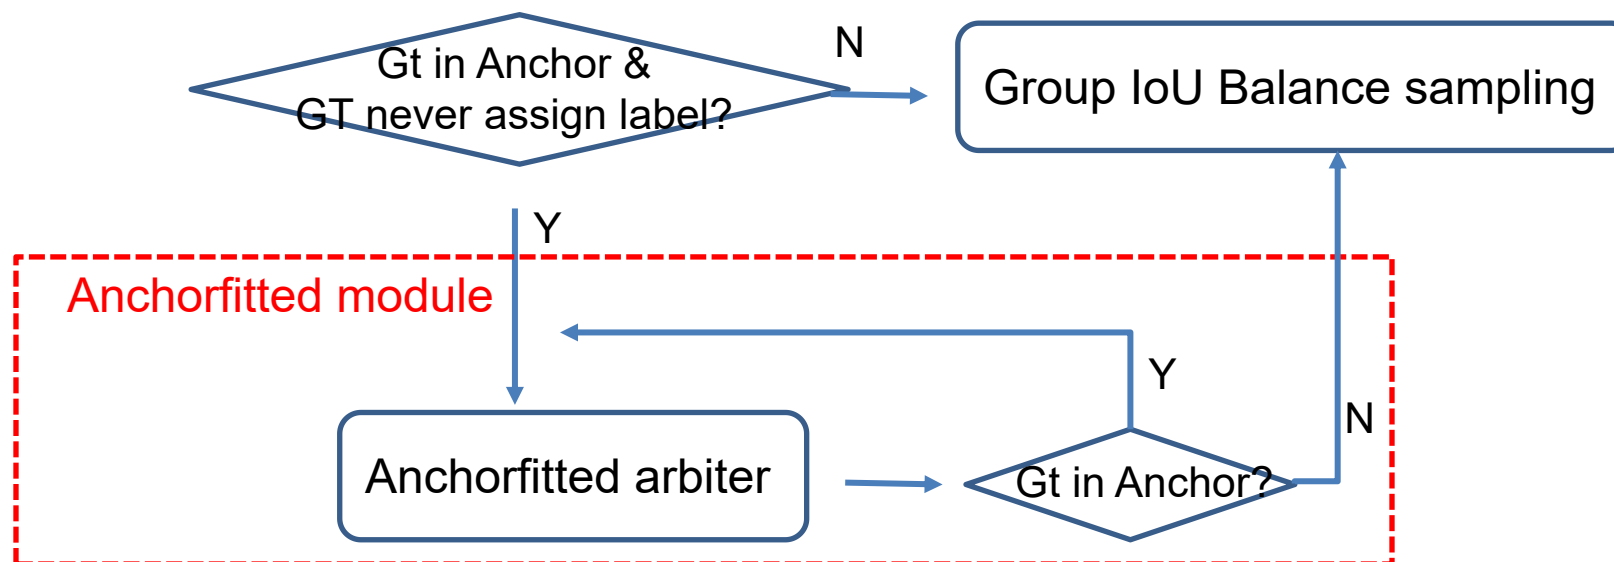 Gt in Anchor &
GT never assign label?
N
Group IoU Balance sampling
Y
Anchorfitted module
Y
N
Anchorfitted arbiter
Gt in Anchor?